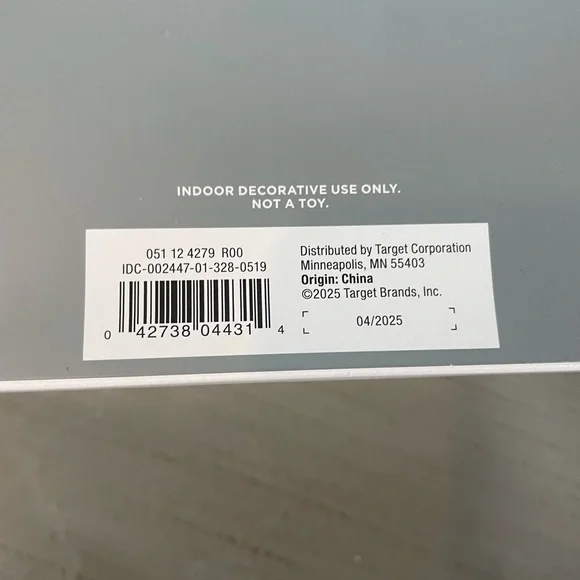 INDOOR DECORATIVE USE ONLY.
NOT A TOY.
051 12 4279 R00
IDC-002447-01-328-0519
0 42738 04431 4
Distributed by Target Corporation
Minneapolis, MN 55403
Origin: China
©2025 Target Brands, Inc.
04/2025